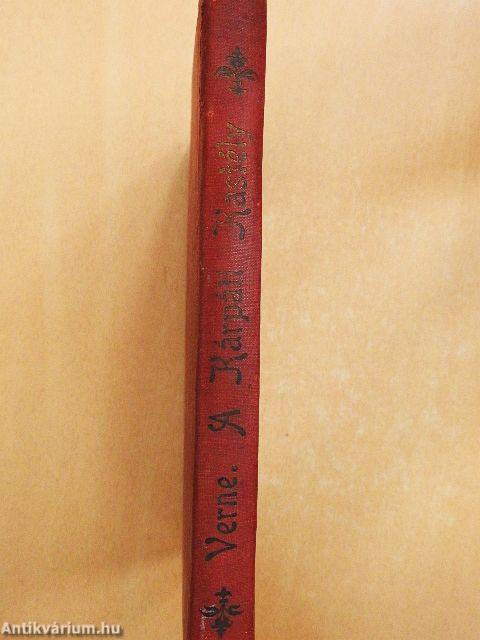 Verne. A Kárpáti Kastély
Antikvárium.hu